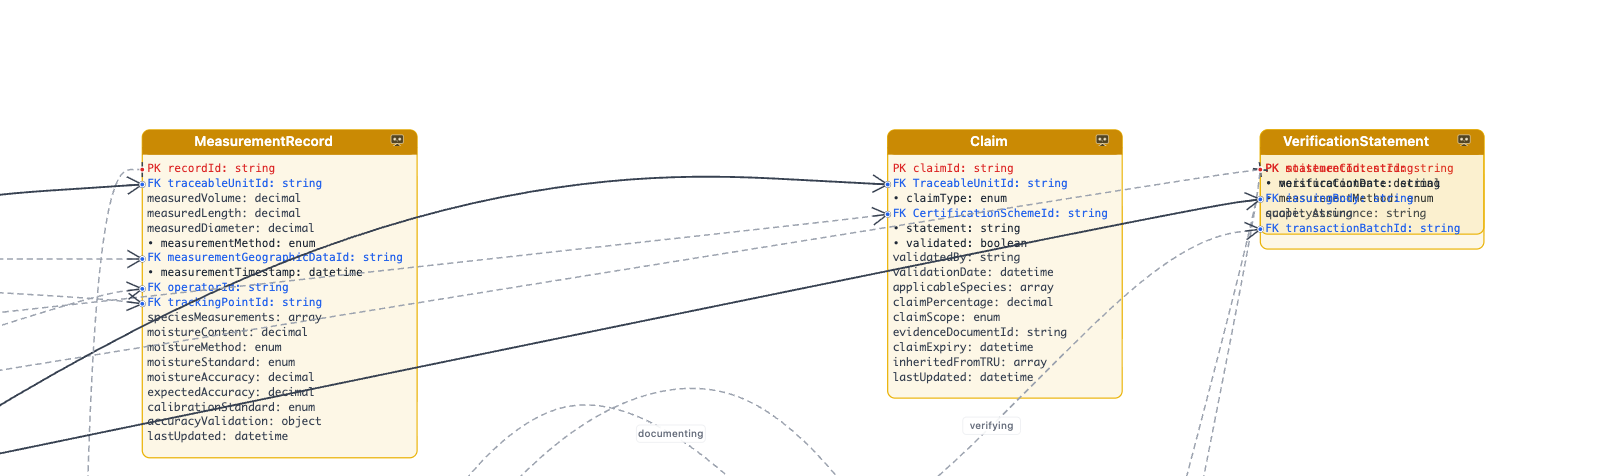 MeasurementRecord
PK recordId: string
FK traceableUnitId: string
measuredVolume: decimal
measuredLength: decimal
measuredDiameter: decimal
• measurementMethod: enum
FK measurementGeographicDataId: string
• measurementTimestamp: datetime
FK operatorId: string
FK trackingPointId: string
speciesMeasurements: array
moistureContent: decimal
moistureMethod: enum
moistureStandard: enum
moistureAccuracy: decimal
expectedAccuracy: decimal
calibrationStandard: enum
accuracyValidation: object
lastUpdated: datetime
Claim
PK claimId: string
FK TraceableUnitId: string
• claimType: enum
FK CertificationSchemeId: string
• statement: string
• validated: boolean
validatedBy: string
validationDate: datetime
applicableSpecies: array
claimPercentage: decimal
claimScope: enum
evidenceDocumentId: string
claimExpiry: datetime
inheritedFromTRU: array
lastUpdated: datetime
VerificationStatement
FK transactionBatchId: string
documenting
verifying